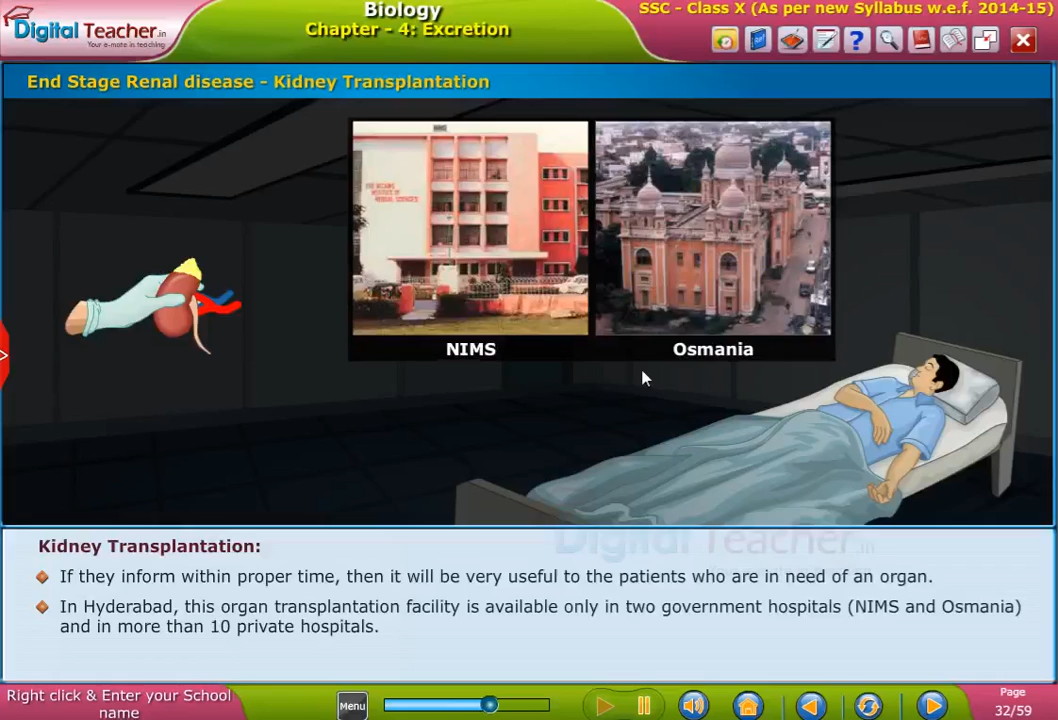 Digital Teacher.in
Your e-mate in teaching
Biology
Chapter - 4: Excretion
SSC - Class X (As per new Syllabus w.e.f. 2014-15)
End Stage Renal disease - Kidney Transplantation
NIMS
Osmania
Kidney Transplantation:
If they inform within proper time, then it will be very useful to the patients who are in need of an organ.
In Hyderabad, this organ transplantation facility is available only in two government hospitals (NIMS and Osmania)
and in more than 10 private hospitals.
Digital Teacher.in
Right click & Enter your School
name
Menu
Page
32/59